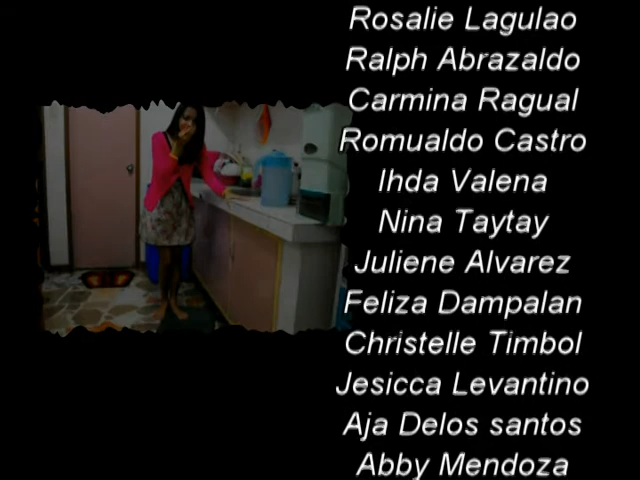 Rosalie Lagulao
Ralph Abrazaldo
Carmina Ragual
Romualdo Castro
Ihda Valena
Nina Taytay
Juliene Alvarez
Feliza Dampalan
Christelle Timbol
Jesicca Levantino
Aja Delos santos
Abby Mendoza